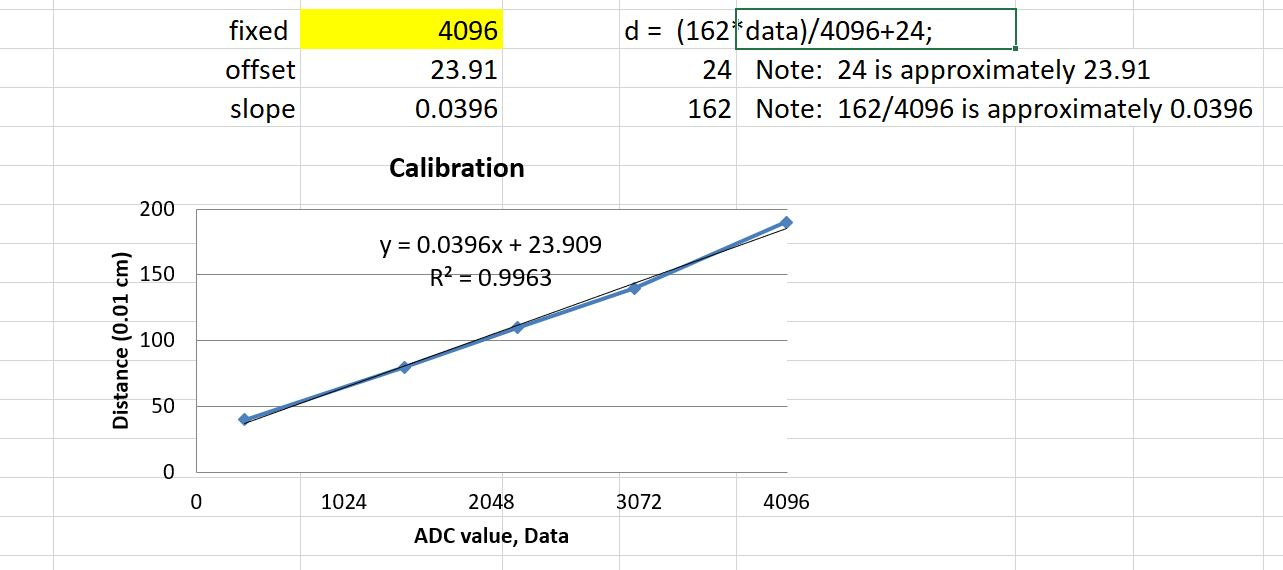 fixed 4096 d = (162*data)/4096+24;
offset 23.91 24 Note: 24 is approximately 23.91
slope 0.0396 162 Note: 162/4096 is approximately 0.0396
Calibration
200
y = 0.0396x + 23.909
R² = 0.9963
150
100
50
0
Distance (0.01 cm)
0 1024 2048 3072 4096
ADC value, Data